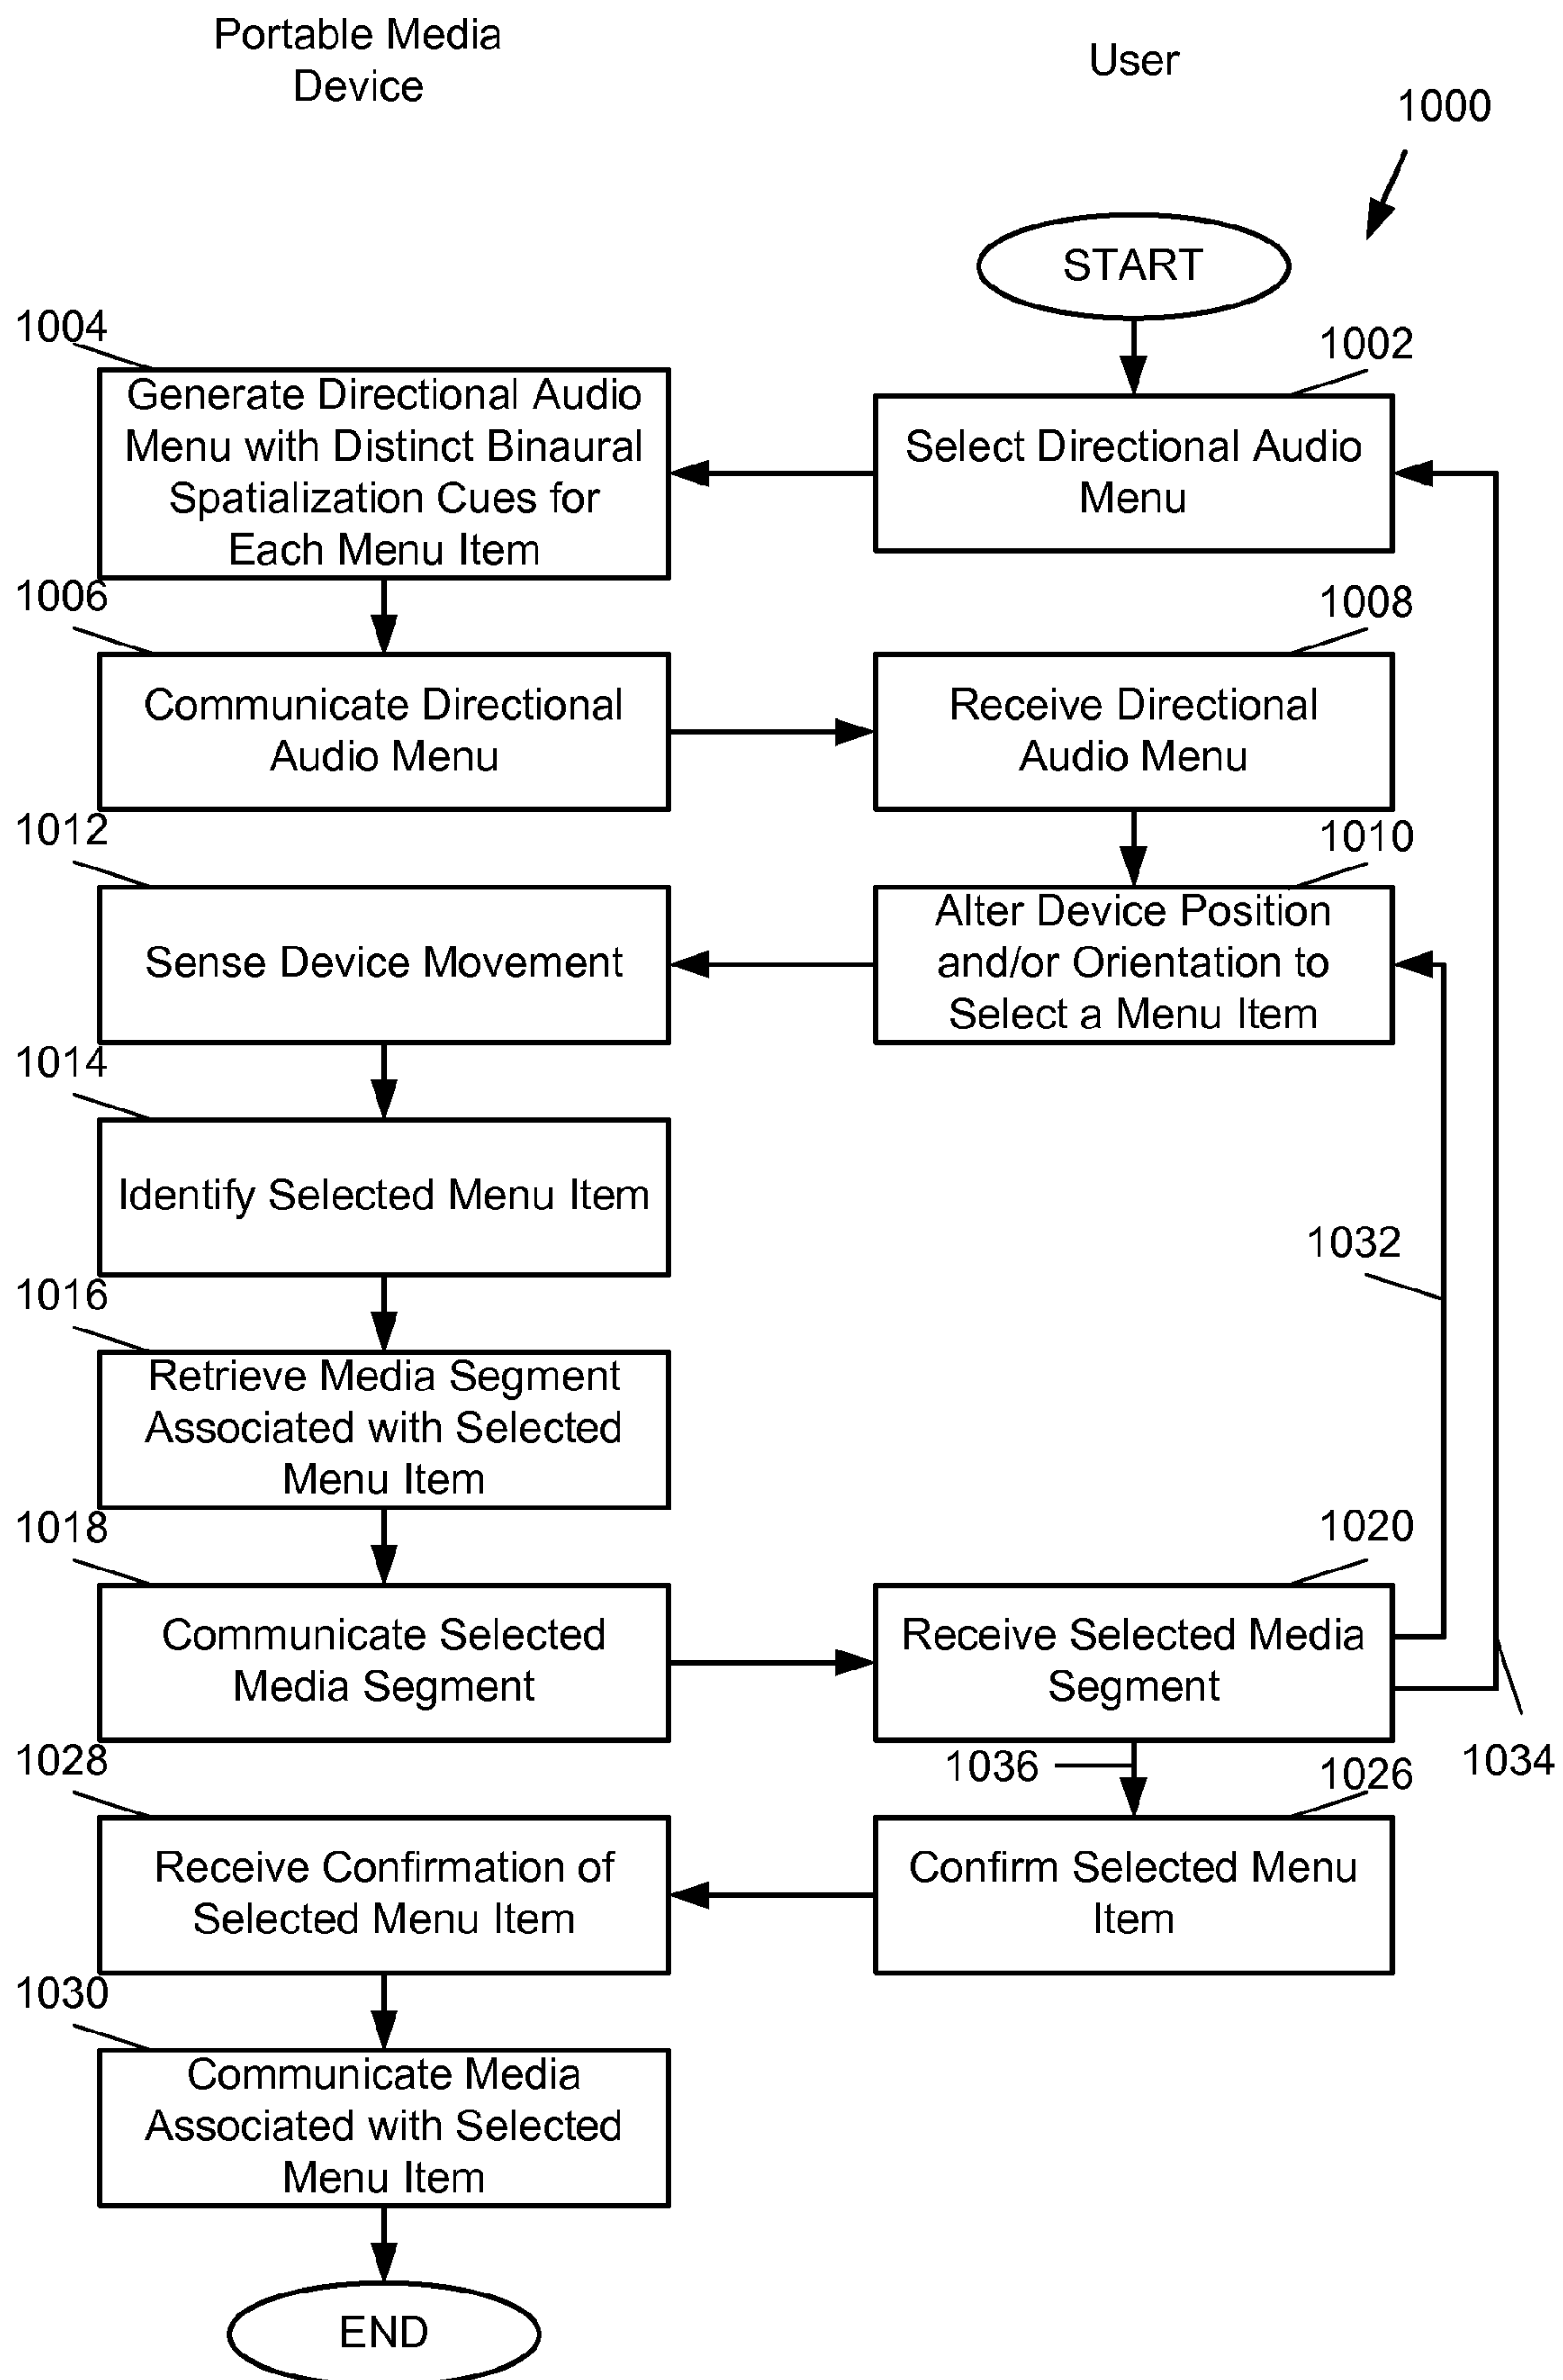 Portable Media
Device
User
1000
START
1004
1002
Generate Directional Audio
Menu with Distinct Binaural
Spatialization Cues for
Each Menu Item
Select Directional Audio
Menu
1006
1008
Communicate Directional
Audio Menu
Receive Directional
Audio Menu
1012
1010
Sense Device Movement
Alter Device Position
and/or Orientation to
Select a Menu Item
1014
Identify Selected Menu Item
1032
1016
Retrieve Media Segment
Associated with Selected
Menu Item
1018
1020
Communicate Selected
Media Segment
Receive Selected Media
Segment
1034
1028
1036
1026
Receive Confirmation of
Selected Menu Item
Confirm Selected Menu
Item
1030
Communicate Media
Associated with Selected
Menu Item
END